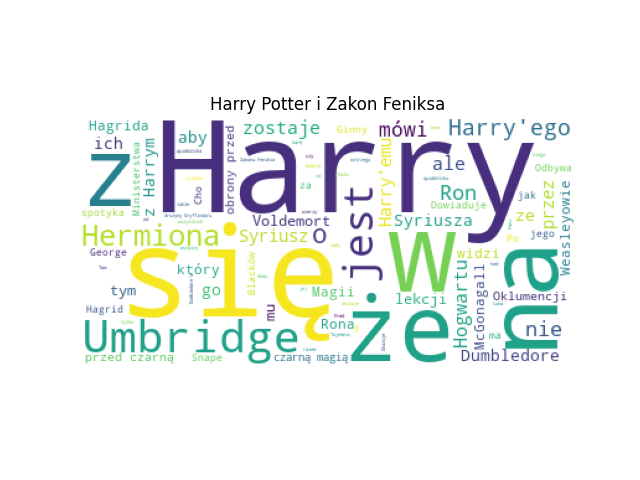 Harry Potter i Zakon Feniksa
Hagrida
ich
z
Harry
aby
zostaje
Ginny
mówi
Harry'ego
Ministerstwa
z Harrym
Cho
obrony przed
Harry'emu
ale
Ron
Odbywa
spotyka
czy
za
jest
Dowiaduje
jak
przez
Weasleyowie
Voldemort
Syriusza
ze
Hermiona
Syriusz
o
w
Po
jego
George
się
Blacków
widzi
na
który
tym
go
Magii
lekcji
Hogwartu
McGonagall
Oklumencji
Hagrid
mu
Rona
że
ma
nie
Umbridge
przed czarną
Snape
czarną magią
Dumbledore